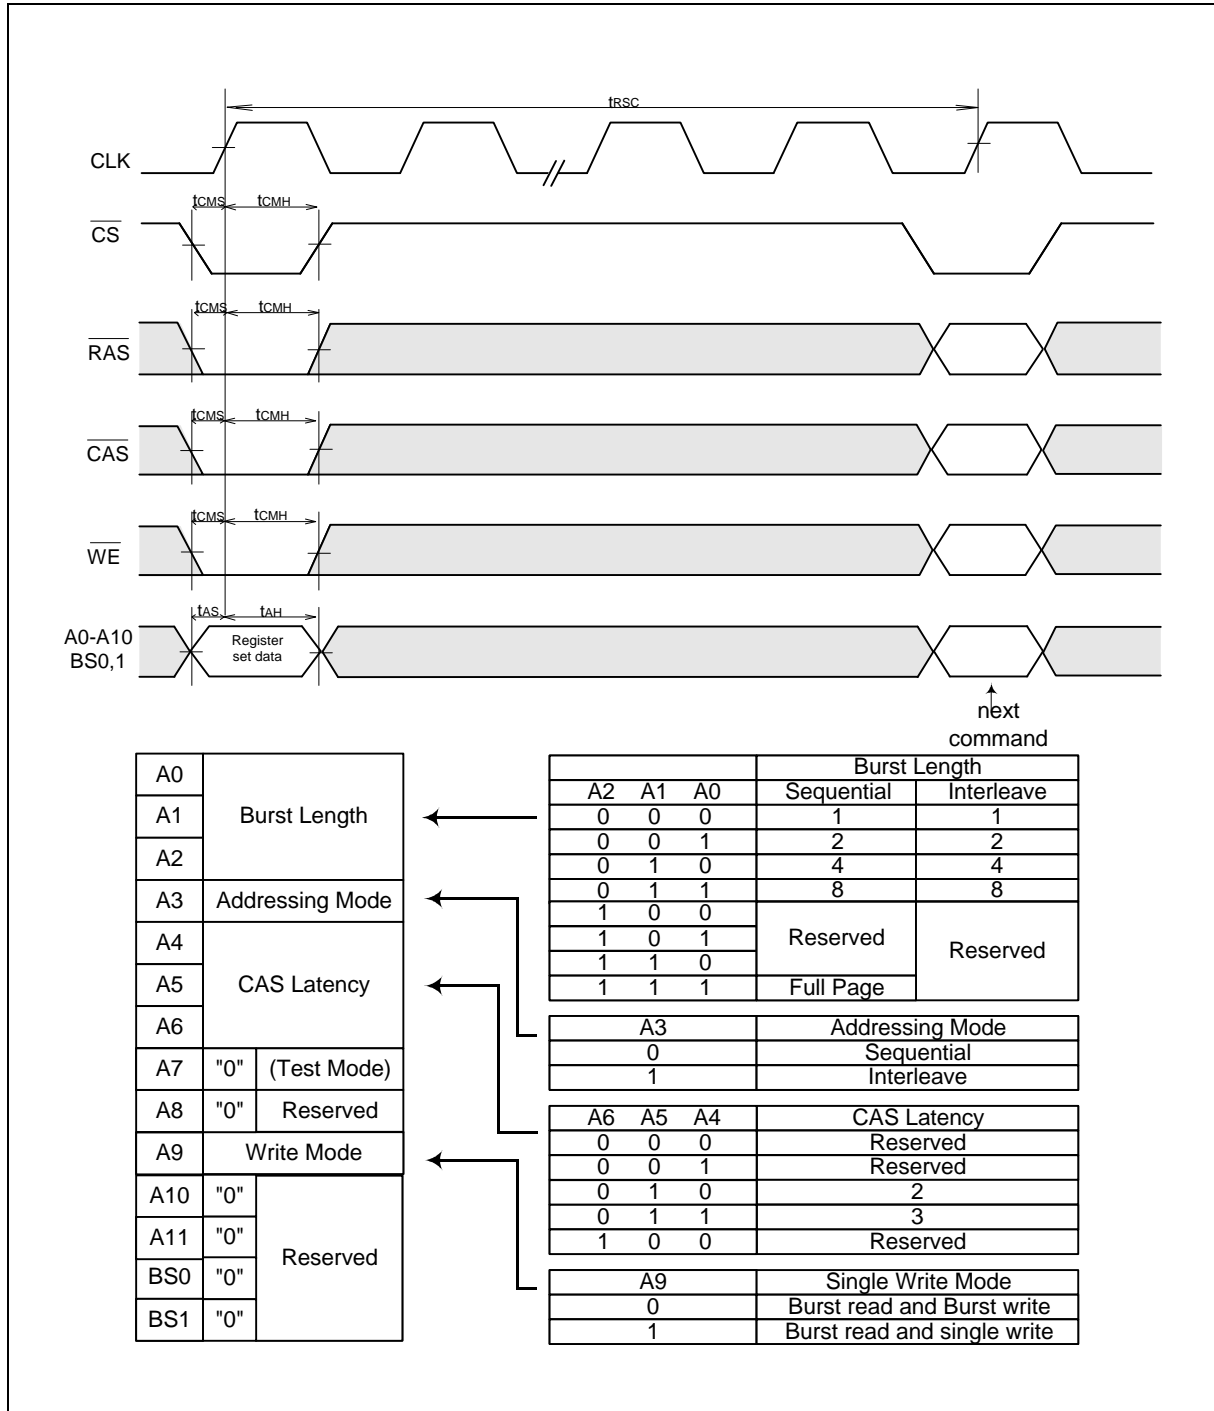 tRSC
CLK
tCMS tCMH
CS
tCMS tCMH
RAS
tCMS tCMH
CAS
tCMS tCMH
WE
tAS tAH
A0-A10
BS0,1
Register
set data
next
command
A0
A1 Burst Length
A2
A3 Addressing Mode
A4
A5 CAS Latency
A6
A7 "0" (Test Mode)
A8 "0" Reserved
A9 Write Mode
A10 "0"
A11 "0"
Reserved
BS0 "0"
BS1 "0"
Burst Length
A2 A1 A0 Sequential Interleave
0 0 0 1 1
0 0 1 2 2
0 1 0 4 4
0 1 1 8 8
1 0 0
1 0 1 Reserved Reserved
1 1 0
1 1 1 Full Page
A3 Addressing Mode
0 Sequential
1 Interleave
A6 A5 A4 CAS Latency
0 0 0 Reserved
0 0 1 Reserved
0 1 0 2
0 1 1 3
1 0 0 Reserved
A9 Single Write Mode
0 Burst read and Burst write
1 Burst read and single write